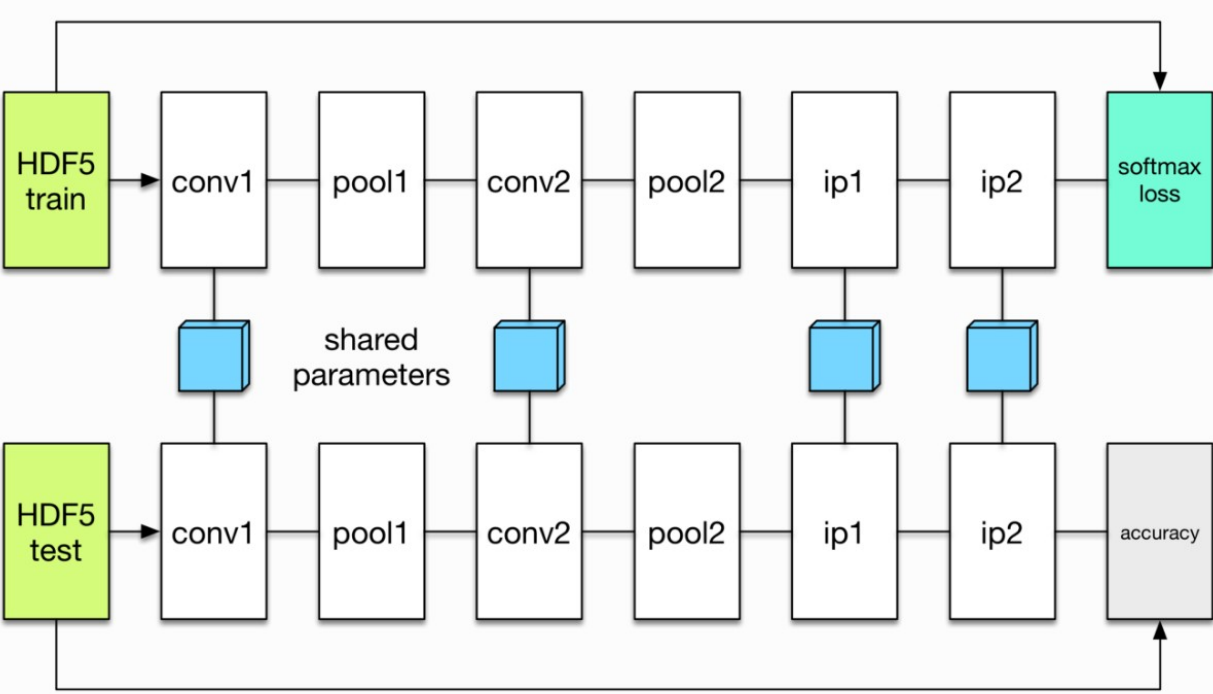 HDF5
train
conv1
pool1
conv2
pool2
ip1
ip2
softmax
loss
shared
parameters
HDF5
test
conv1
pool1
conv2
pool2
ip1
ip2
accuracy